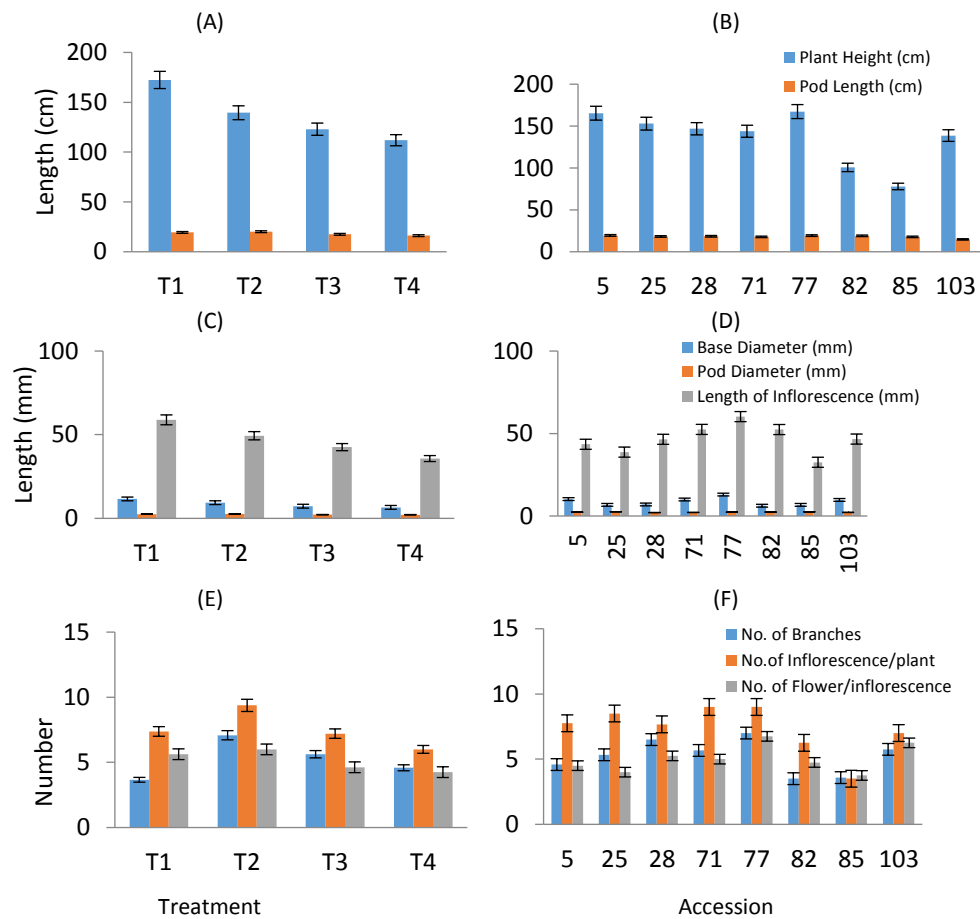 (A)
Length (cm)
200
150
100
50
0
T1 T2 T3 T4
(B)
Plant Height (cm)
Pod Length (cm)
200
150
100
50
0
5 25 28 71 77 82 85 103
(C)
Length (mm)
100
50
0
T1 T2 T3 T4
(D)
Base Diameter (mm)
Pod Diameter (mm)
Length of Inflorescence (mm)
100
50
0
5 25 28 71 77 82 85 103
(E)
Number
15
10
5
0
T1 T2 T3 T4
Treatment
(F)
No. of Branches
No.of Inflorescence/plant
No. of Flower/inflorescence
15
10
5
0
5 25 28 71 77 82 85 103
Accession